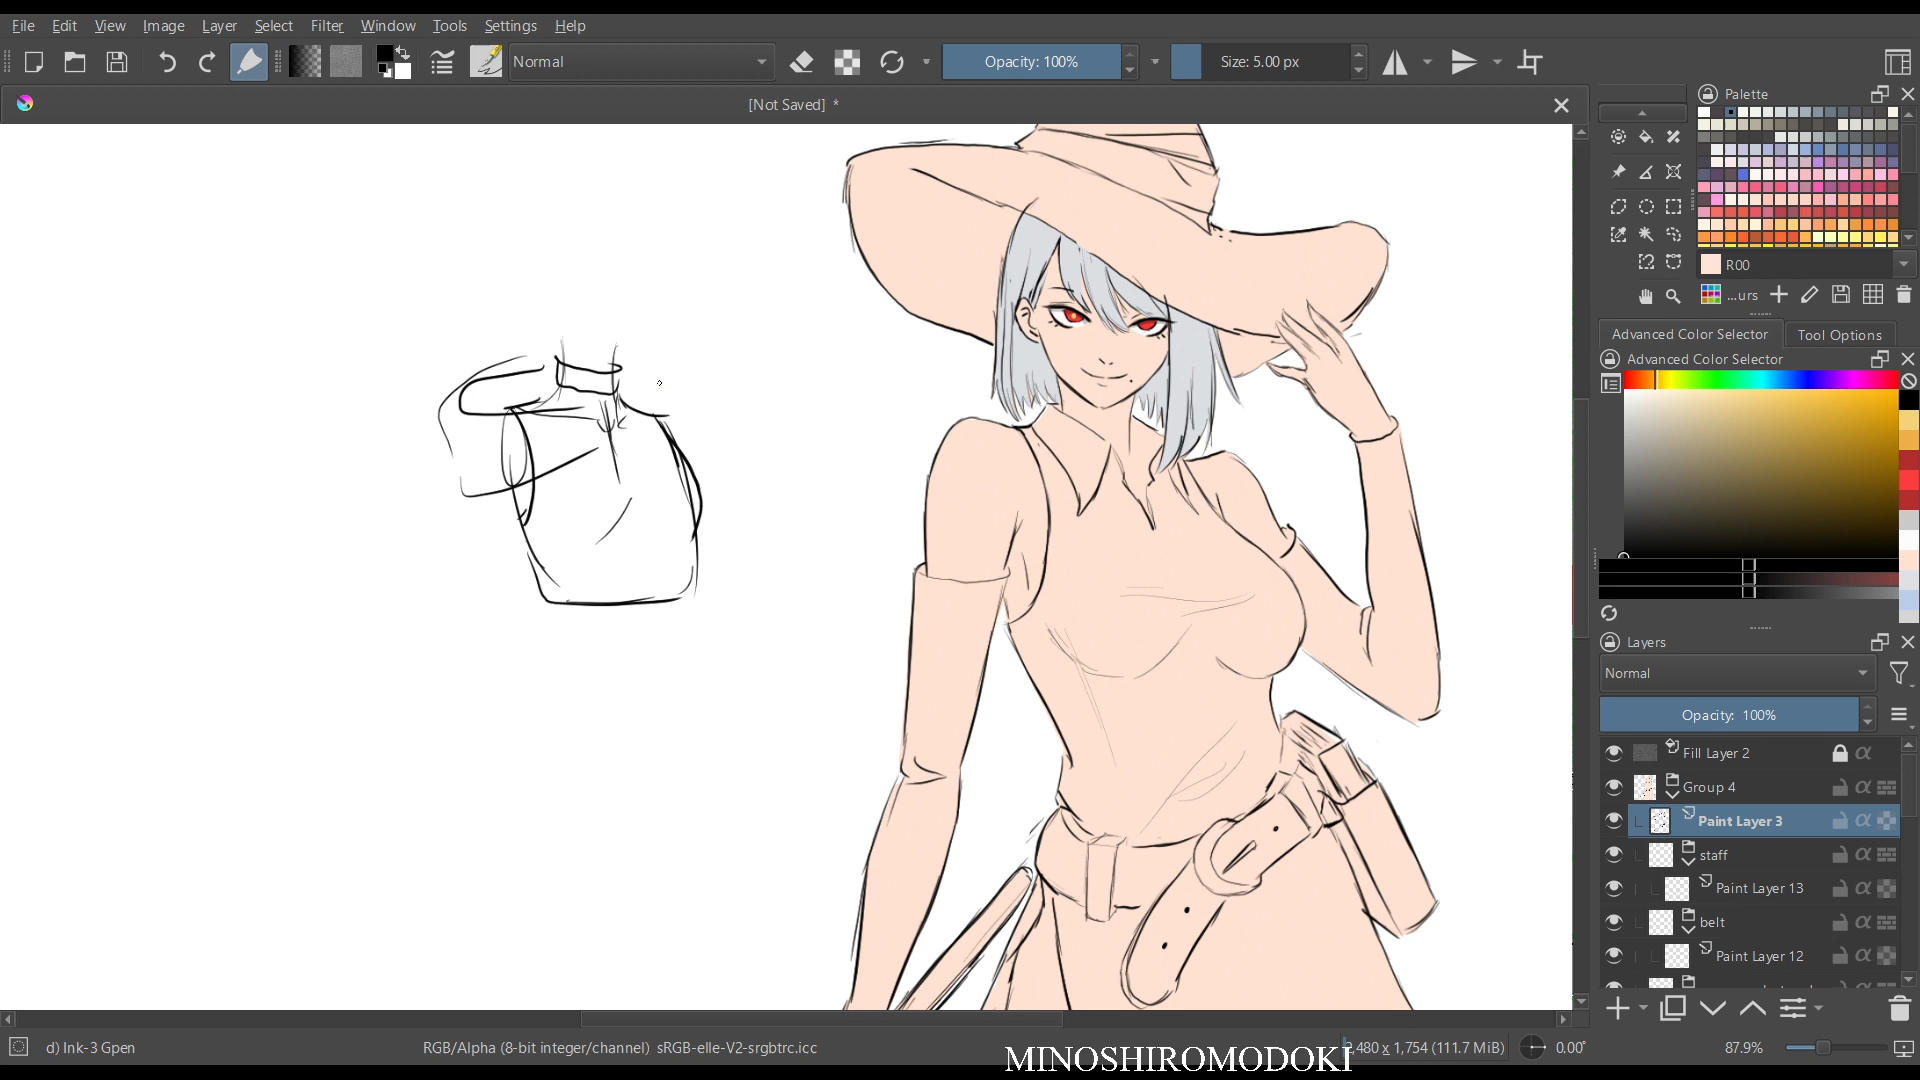 File Edit View Image Layer Select Filter Window Tools Settings Help
Normal Opacity: 100% Size: 5.00 px
[Not Saved] *
Palette
R00
...urs
Advanced Color Selector Tool Options
Advanced Color Selector
Layers
Normal
Opacity: 100%
Fill Layer 2
Group 4
Paint Layer 3
staff
Paint Layer 13
belt
Paint Layer 12
d) Ink-3 Gpen RGB/Alpha (8-bit integer/channel) sRGB-elle-V2-srgbtrc.icc 2,480 x 1,754 (111.7 MiB) 0.00° 87.9%
MINOSHIROMODOKI